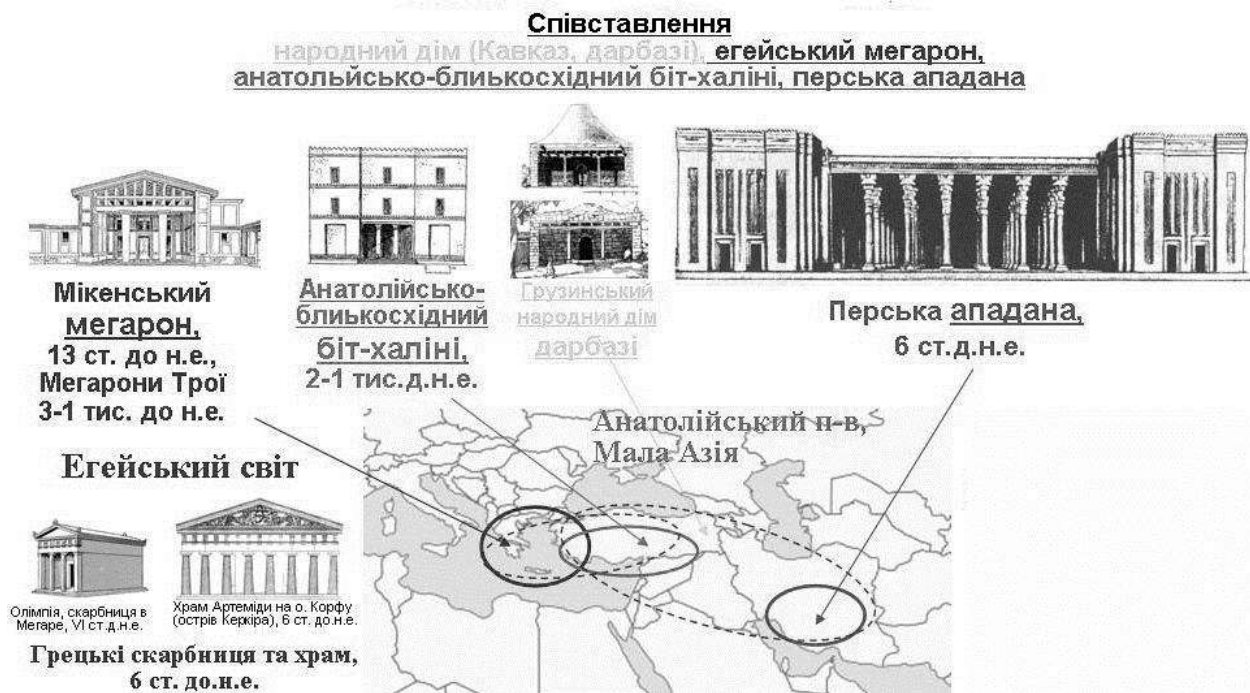 Співставлення
народний дім (Кавказ, дарбазі), егейський мегарон,
анатольйсько-блиькосхідний біт-халіні, перська ападана
Мікенський
мегарон,
13 ст. до н.е.,
Мегарони Трої
3-1 тис. до н.е.
Анатолійсько-
блиькосхідний
біт-халіні,
2-1 тис.д.н.е.
Грузинський
народний дім
дарбазі
Перська ападана,
6 ст.д.н.е.
Анатолійський п-в,
Мала Азія
Егейський світ
Олімпія, скарбниця в
Мегаре, VI ст.д.н.е.
Храм Артеміди на о. Корфу
(острів Керкіра), 6 ст. до.н.е.
Грецькі скарбниця та храм,
6 ст. до.н.е.